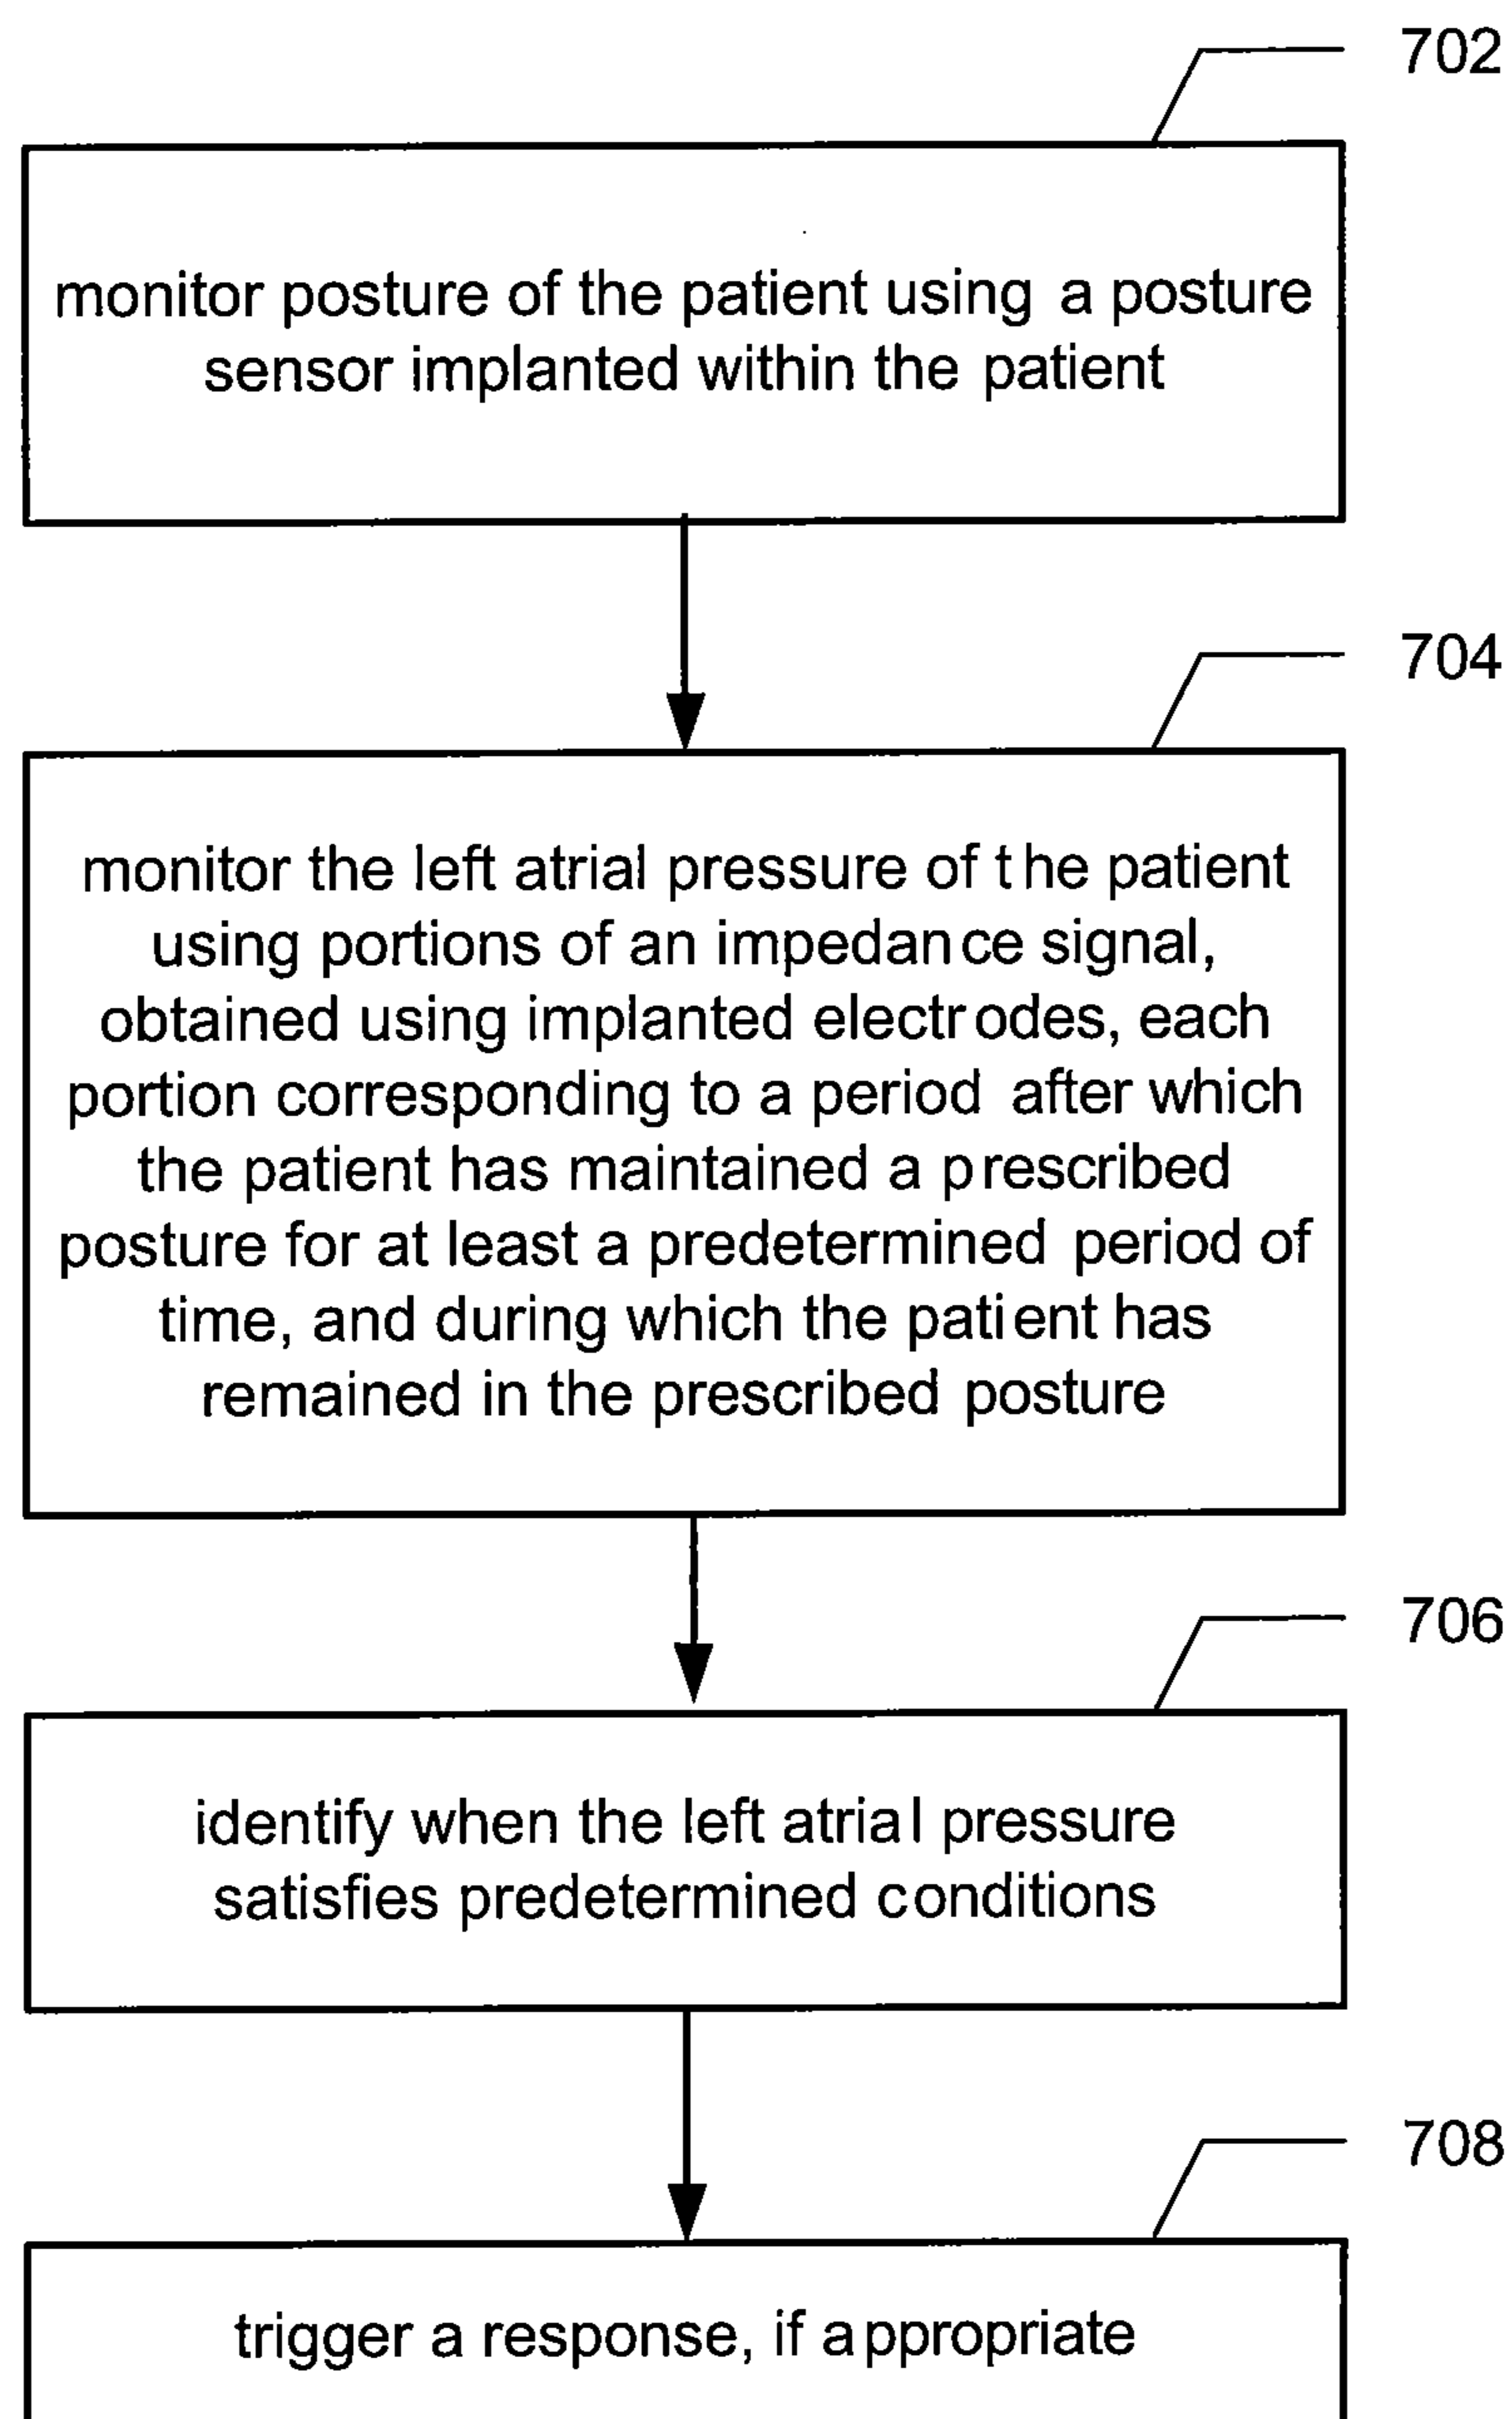 702
monitor posture of the patient using a posture
sensor implanted within the patient
704
monitor the left atrial pressure of the patient
using portions of an impedance signal,
obtained using implanted electrodes, each
portion corresponding to a period after which
the patient has maintained a prescribed
posture for at least a predetermined period of
time, and during which the patient has
remained in the prescribed posture
706
identify when the left atrial pressure
satisfies predetermined conditions
708
trigger a response, if appropriate